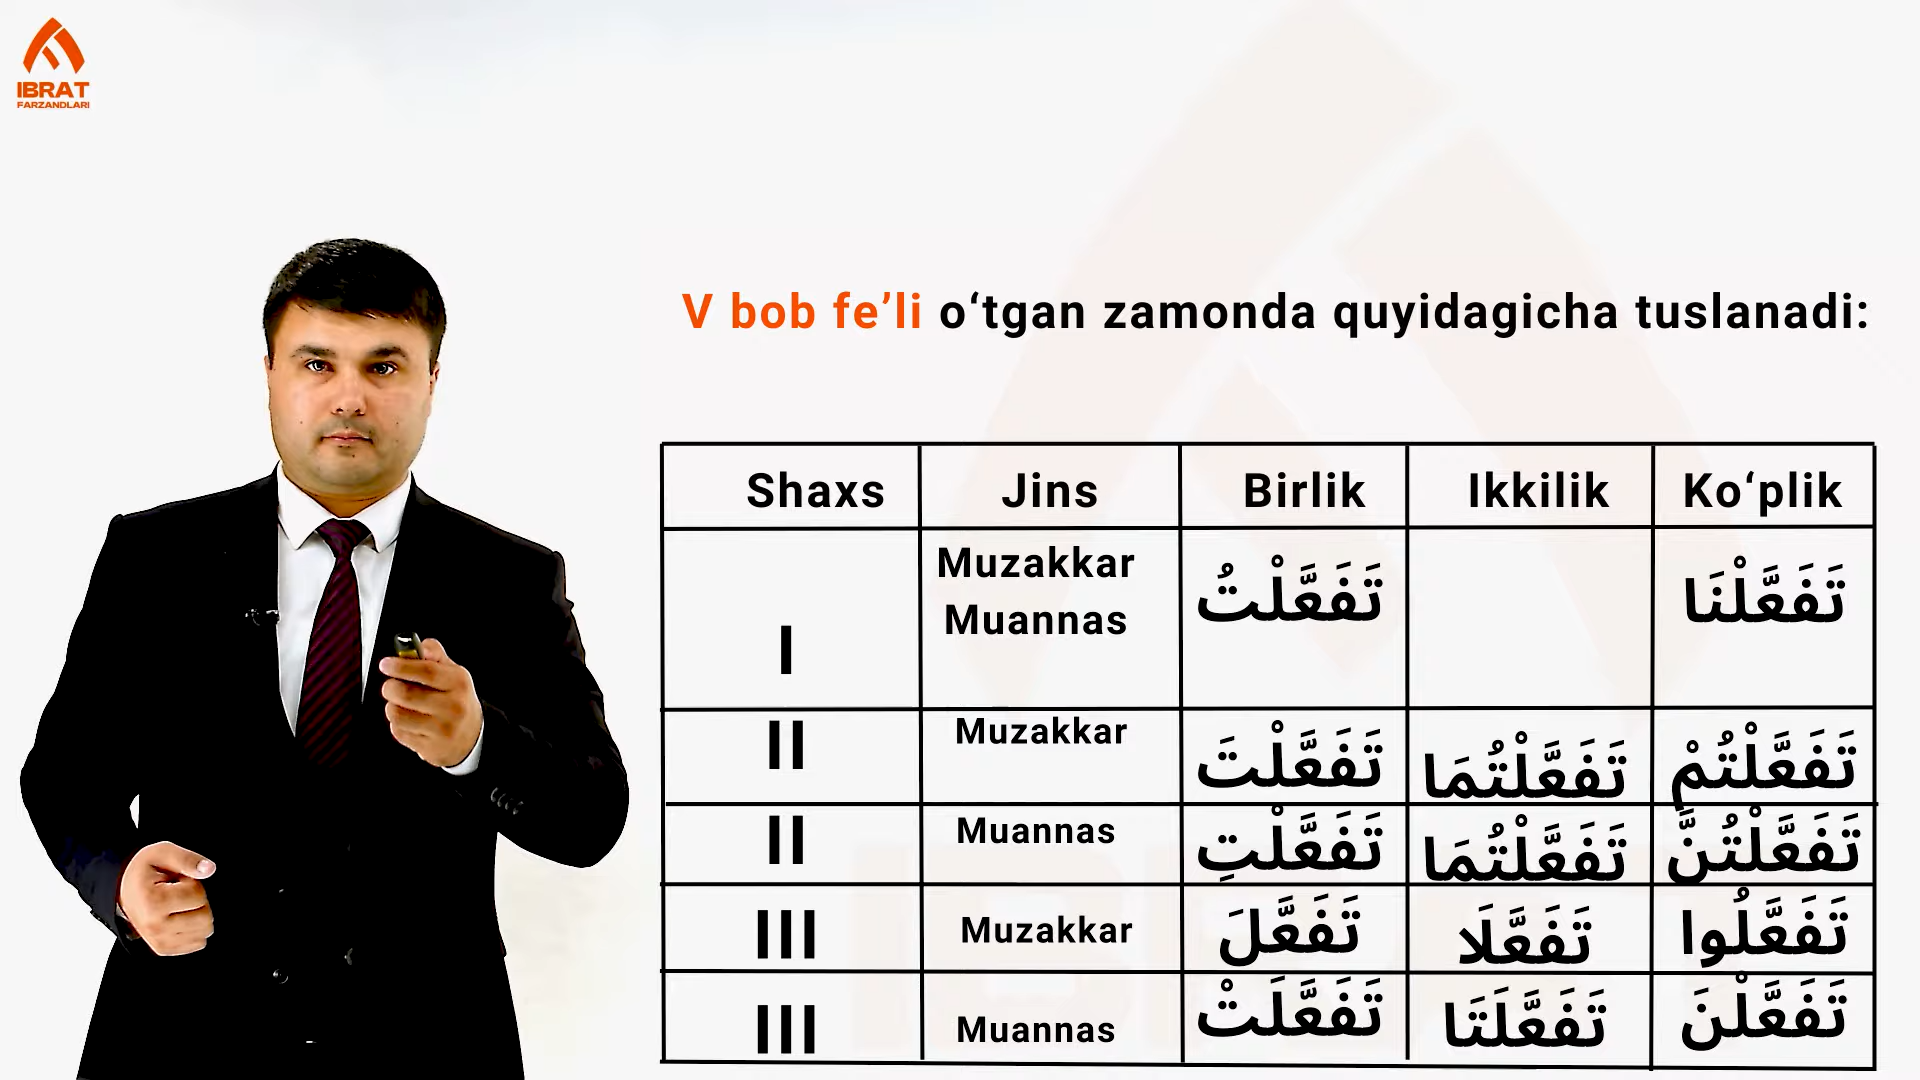 IBRAT
FARZANDLARI
V bob fe’li o‘tgan zamonda quyidagicha tuslanadi:
Shaxs Jins Birlik Ikkilik Ko‘plik
I Muzakkar Muannas تَفَعَّلْتُ تَفَعَّلْنَا
II Muzakkar تَفَعَّلْتَ تَفَعَّلْتُمَا تَفَعَّلْتُمْ
II Muannas تَفَعَّلْتِ تَفَعَّلْتُمَا تَفَعَّلْتُنَّ
III Muzakkar تَفَعَّلَ تَفَعَّلَا تَفَعَّلُوا
III Muannas تَفَعَّلَتْ تَفَعَّلَتَا تَفَعَّلْنَ